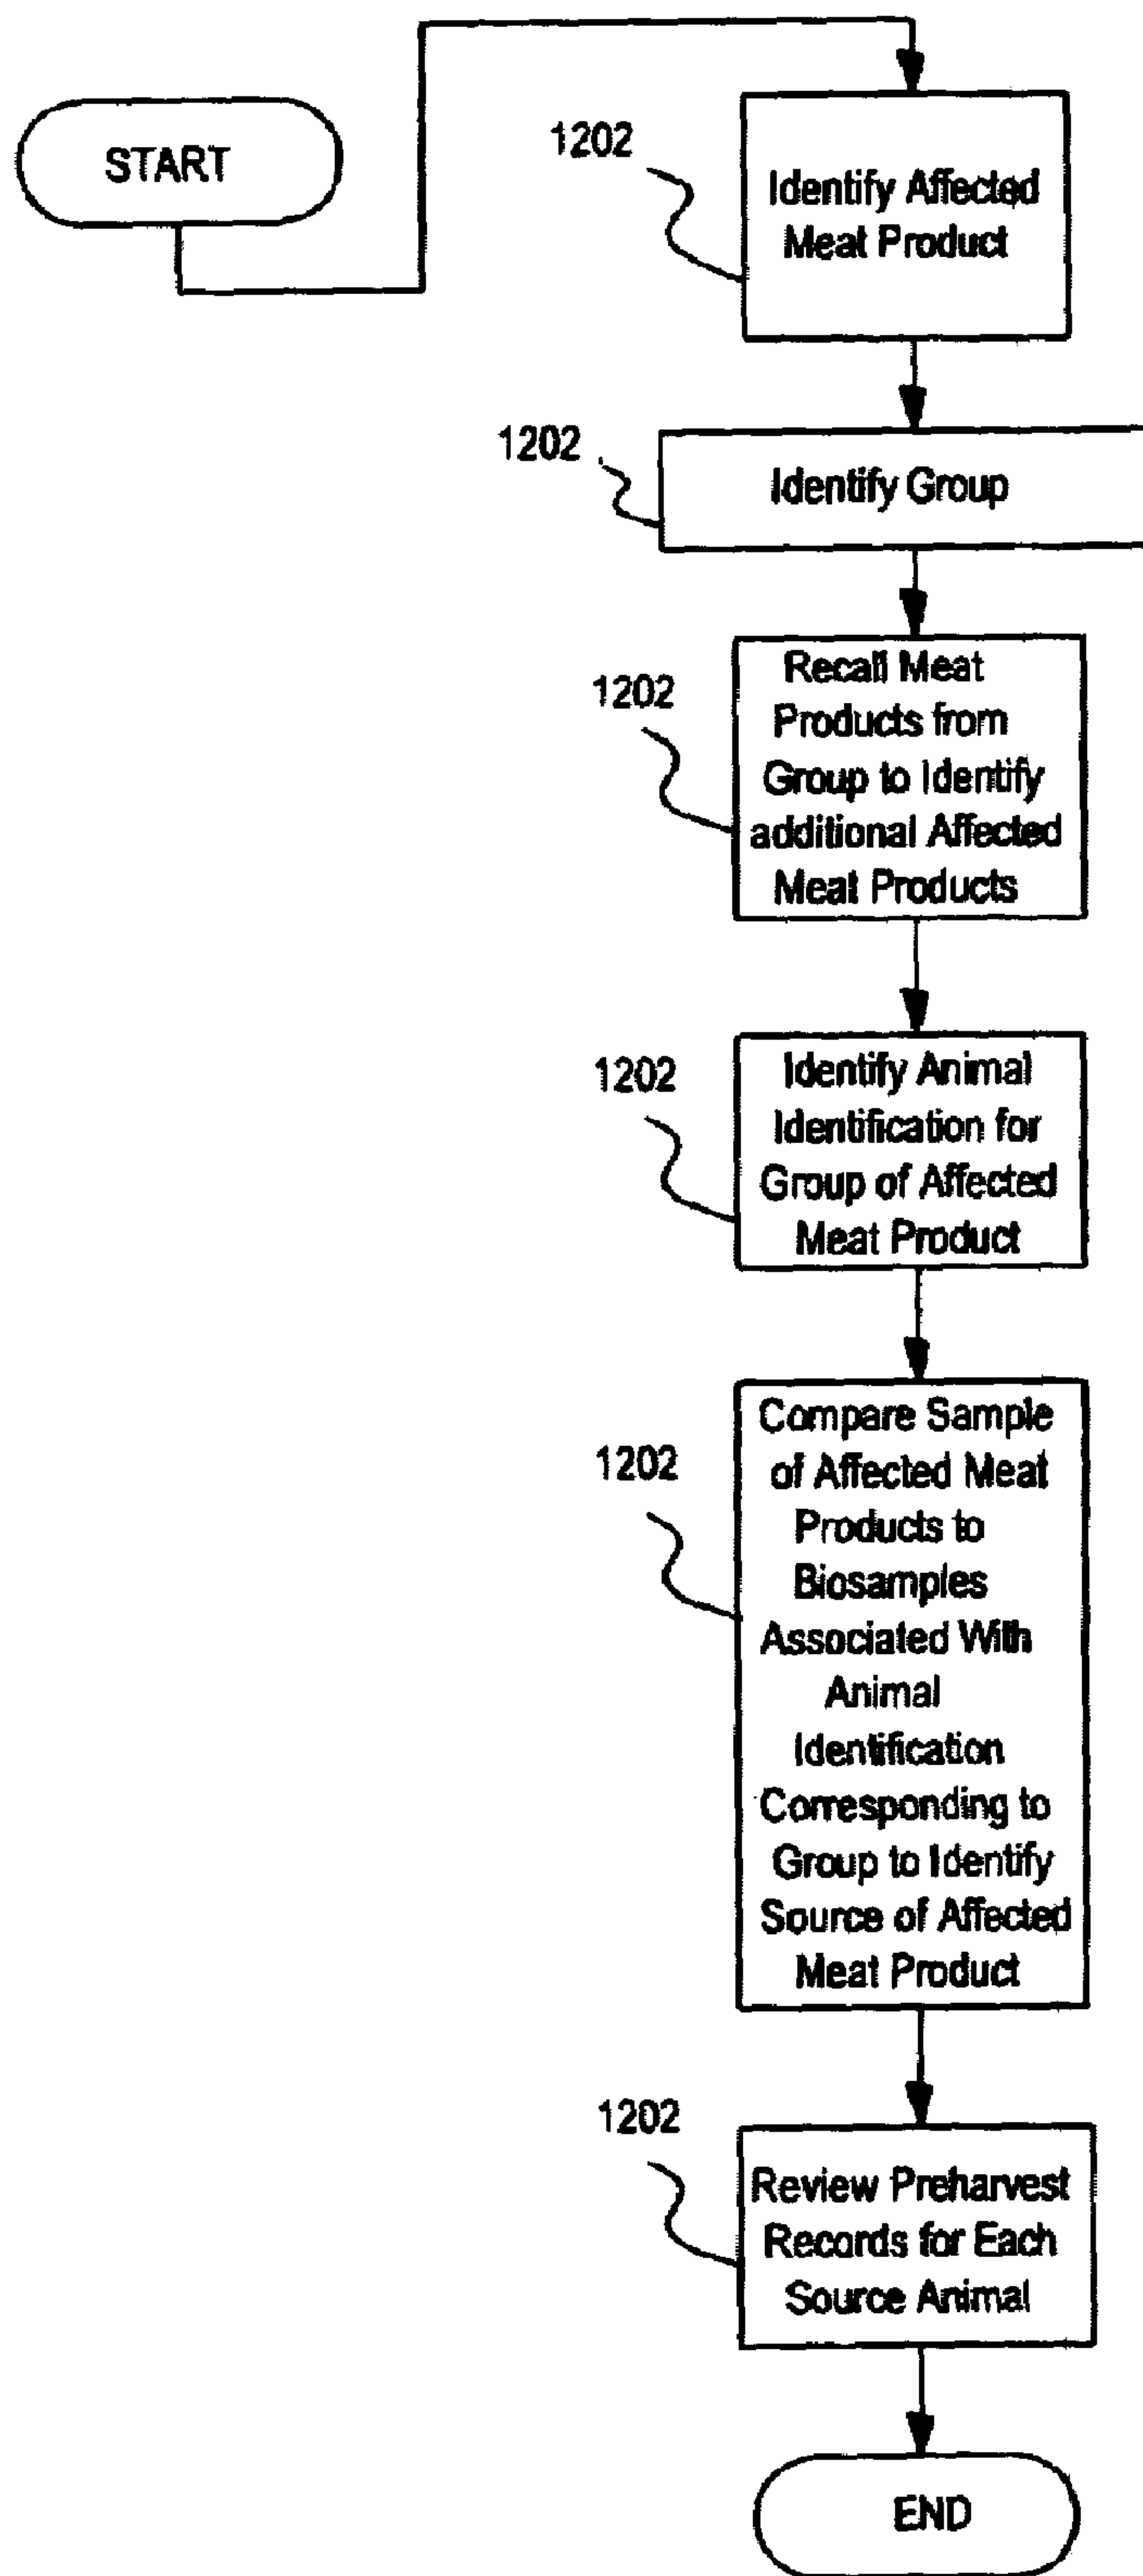 START
1202
Identify Affected
Meat Product
1202
Identify Group
1202
Recall Meat
Products from
Group to Identify
additional Affected
Meat Products
1202
Identify Animal
Identification for
Group of Affected
Meat Product
1202
Compare Sample
of Affected Meat
Products to
Biosamples
Associated With
Animal
Identification
Corresponding to
Group to Identify
Source of Affected
Meat Product
1202
Review Preharvest
Records for Each
Source Animal
END